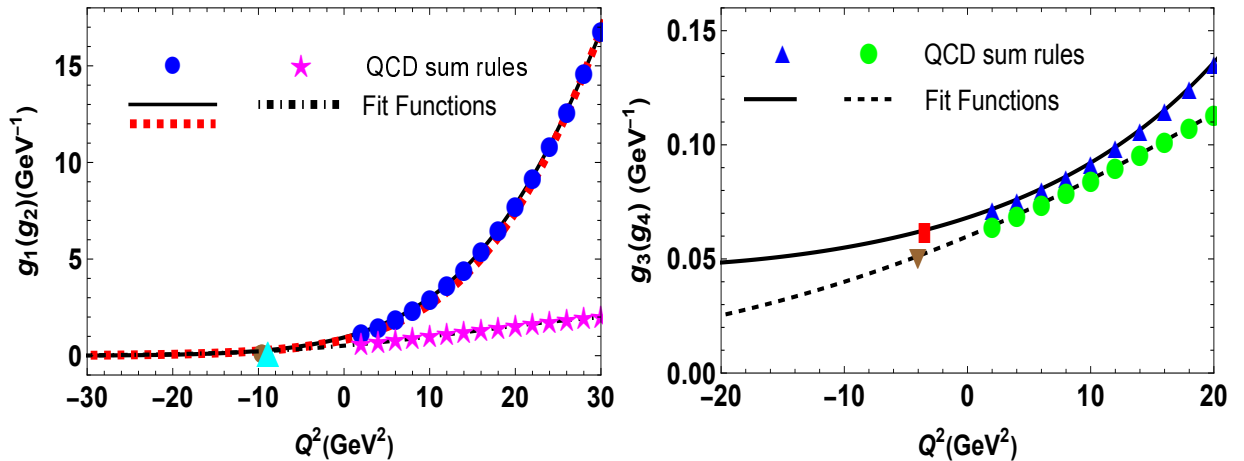 g₁(g₂)(GeV⁻¹)
15
10
5
0
QCD sum rules
Fit Functions
−30 −20 −10 0 10 20 30
Q²(GeV²)
g₃(g₄) (GeV⁻¹)
0.15
0.10
0.05
0.00
QCD sum rules
Fit Functions
−20 −10 0 10 20
Q²(GeV²)